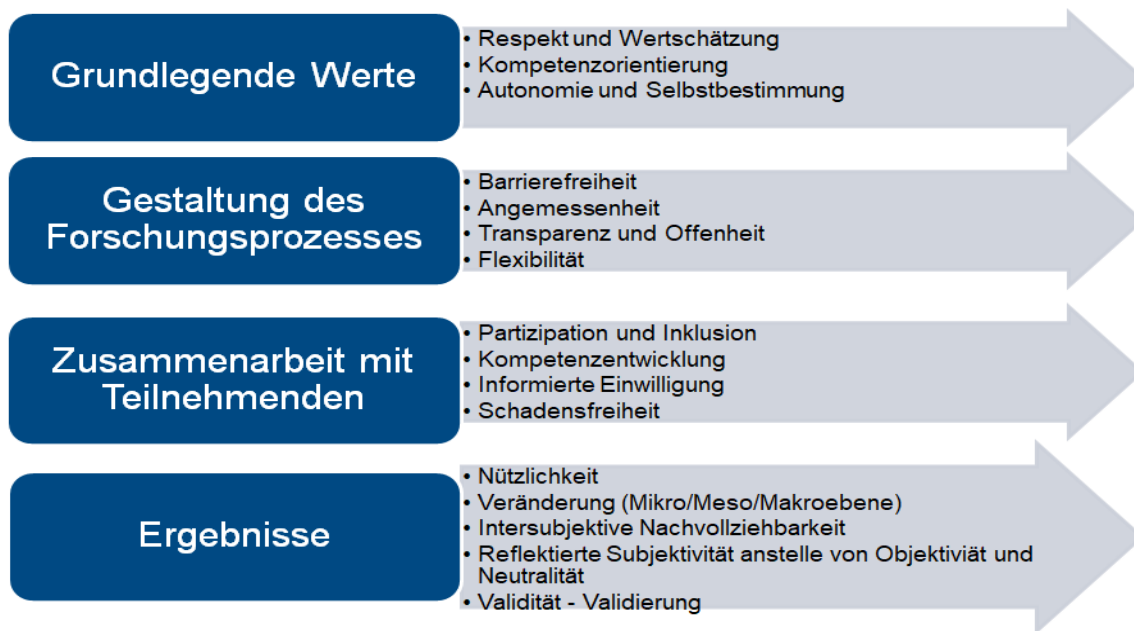 Grundlegende Werte
• Respekt und Wertschätzung
• Kompetenzorientierung
• Autonomie und Selbstbestimmung
Gestaltung des
Forschungsprozesses
• Barrierefreiheit
• Angemessenheit
• Transparenz und Offenheit
• Flexibilität
Zusammenarbeit mit
Teilnehmenden
• Partizipation und Inklusion
• Kompetenzentwicklung
• Informierte Einwilligung
• Schadensfreiheit
Ergebnisse
• Nützlichkeit
• Veränderung (Mikro/Meso/Makroebene)
• Intersubjektive Nachvollziehbarkeit
• Reflektierte Subjektivität anstelle von Objektiviät und
Neutralität
• Validität - Validierung